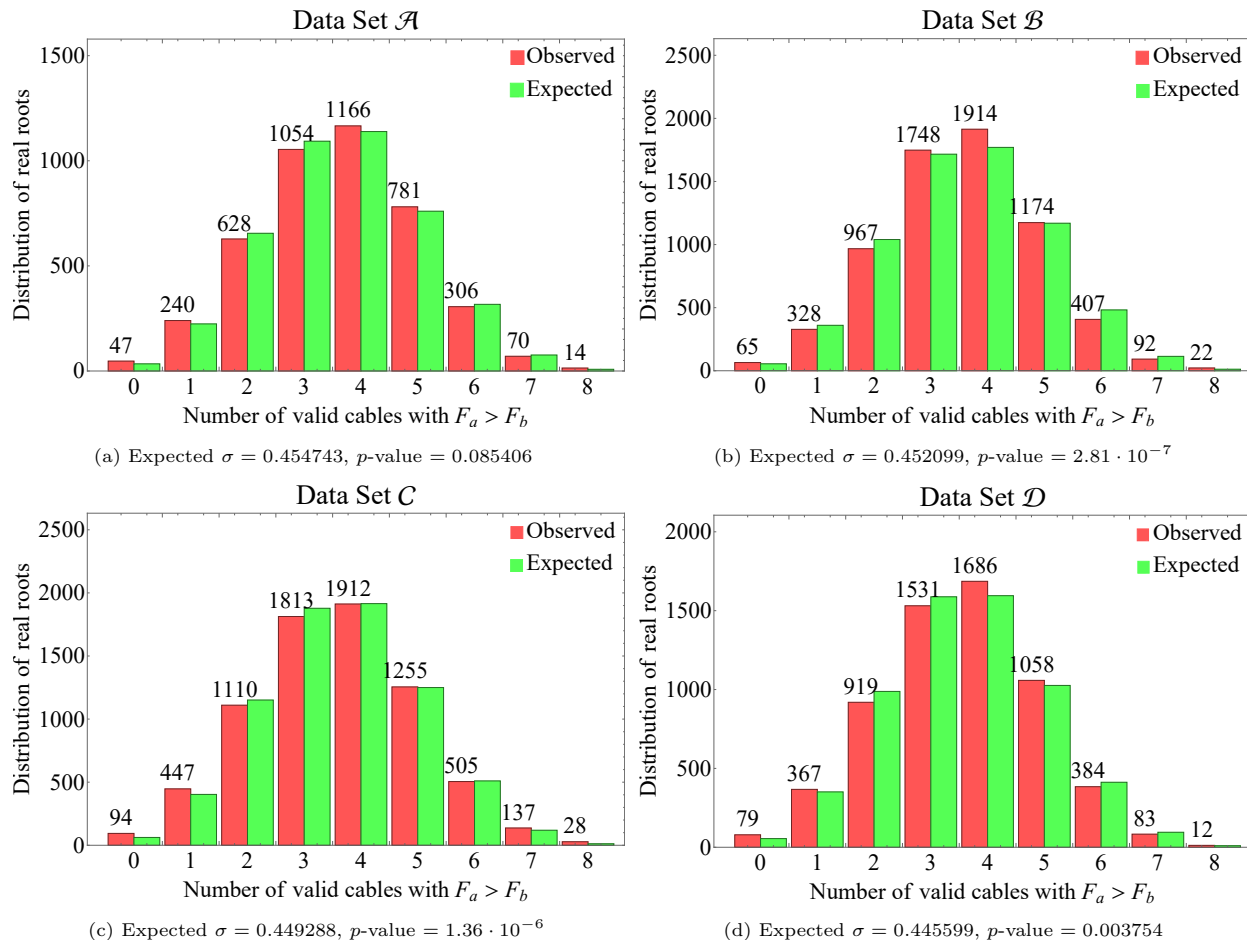 Data Set 𝒜
Observed
Expected
Distribution of real roots
1500
1000
500
0
47
240
628
1054
1166
781
306
70
14
0 1 2 3 4 5 6 7 8
Number of valid cables with Fₐ > F_b
(a) Expected σ = 0.454743, p-value = 0.085406
Data Set ℬ
Observed
Expected
Distribution of real roots
2500
2000
1500
1000
500
0
65
328
967
1748
1914
1174
407
92
22
0 1 2 3 4 5 6 7 8
Number of valid cables with Fₐ > F_b
(b) Expected σ = 0.452099, p-value = 2.81 · 10⁻⁷
Data Set 𝒞
Observed
Expected
Distribution of real roots
2500
2000
1500
1000
500
0
94
447
1110
1813
1912
1255
505
137
28
0 1 2 3 4 5 6 7 8
Number of valid cables with Fₐ > F_b
(c) Expected σ = 0.449288, p-value = 1.36 · 10⁻⁶
Data Set 𝒟
Observed
Expected
Distribution of real roots
2000
1500
1000
500
0
79
367
919
1531
1686
1058
384
83
12
0 1 2 3 4 5 6 7 8
Number of valid cables with Fₐ > F_b
(d) Expected σ = 0.445599, p-value = 0.003754